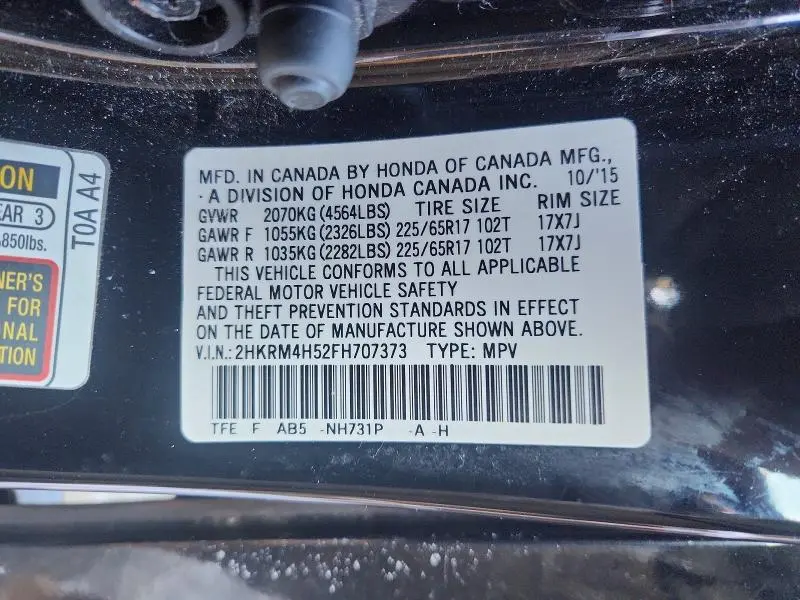 ON
EAR 3
850lbs.
NER'S
FOR
NAL
TION
T0A A4
MFD. IN CANADA BY HONDA OF CANADA MFG.,
A DIVISION OF HONDA CANADA INC. 10/'15
GVWR 2070KG (4564LBS) TIRE SIZE RIM SIZE
GAWR F 1055KG (2326LBS) 225/65R17 102T 17X7J
GAWR R 1035KG (2282LBS) 225/65R17 102T 17X7J
THIS VEHICLE CONFORMS TO ALL APPLICABLE
FEDERAL MOTOR VEHICLE SAFETY
AND THEFT PREVENTION STANDARDS IN EFFECT
ON THE DATE OF MANUFACTURE SHOWN ABOVE.
V.I.N.: 2HKRM4H52FH707373 TYPE: MPV
TFE F AB5 -NH731P -A -H